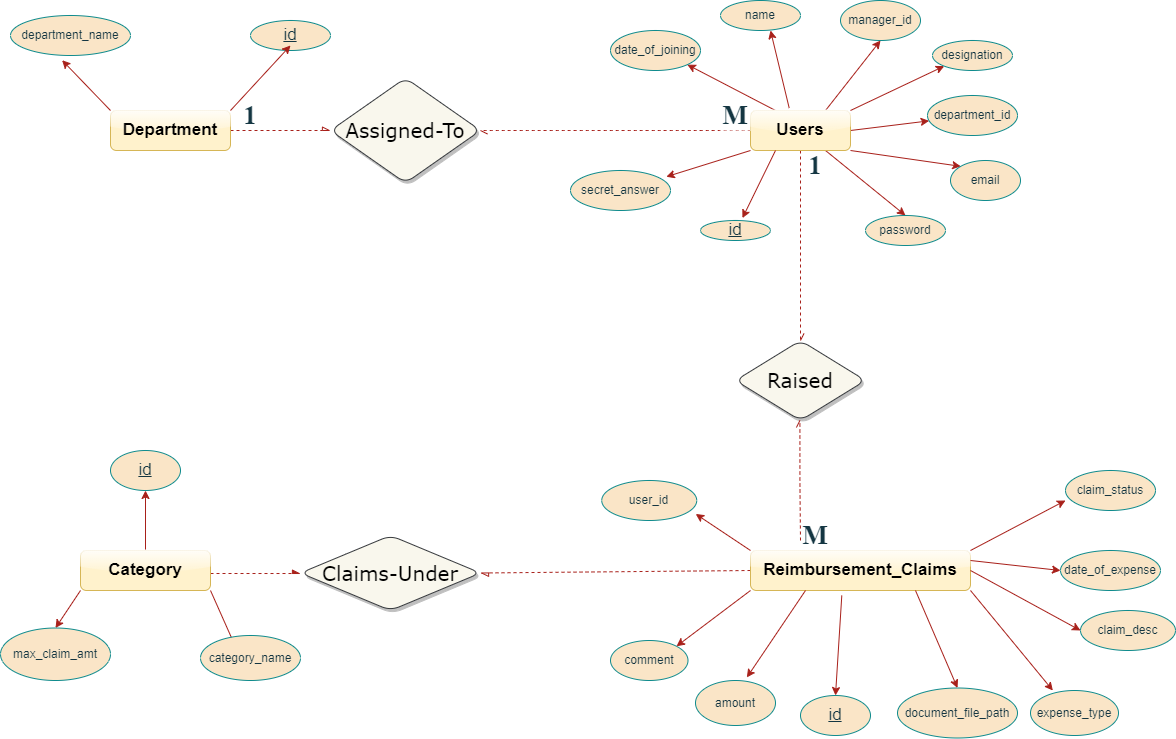 name
manager_id
department_name
id
date_of_joining
designation
1
M
department_id
Department
Assigned-To
Users
1
email
secret_answer
id
password
Raised
id
user_id
claim_status
M
Category
Claims-Under
Reimbursement_Claims
date_of_expense
claim_desc
max_claim_amt
category_name
comment
amount
id
document_file_path
expense_type